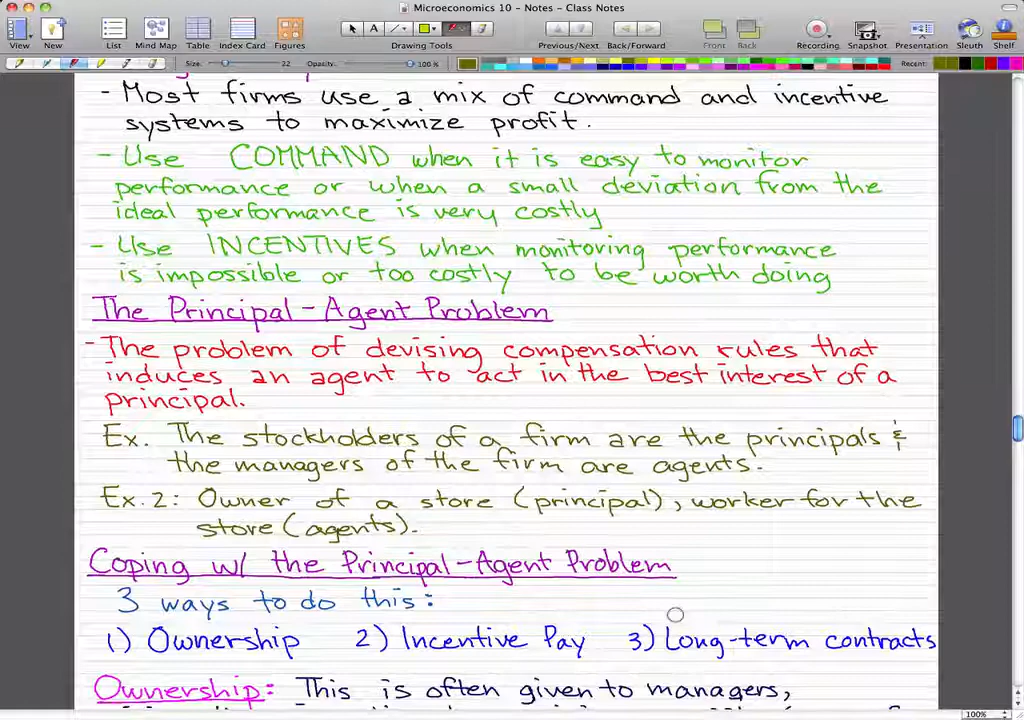 Microeconomics 10 - Notes - Class Notes
View New List Mind Map Table Index Card Figures Drawing Tools Previous/Next Back/Forward Front Back Recording Snapshot Presentation Sleuth Shelf
Size: 22 Opacity: 100 % Recent:
- Most firms use a mix of command and incentive
systems to maximize profit.
- Use COMMAND when it is easy to monitor
performance or when a small deviation from the
ideal performance is very costly
- Use INCENTIVES when monitoring performance
is impossible or too costly to be worth doing
The Principal-Agent Problem
- The problem of devising compensation rules that
induces an agent to act in the best interest of a
principal.
Ex. The stockholders of a firm are the principals &
the managers of the firm are agents.
Ex. 2: Owner of a store (principal), worker for the
store (agents).
Coping w/ the Principal-Agent Problem
3 ways to do this:
1) Ownership 2) Incentive Pay 3) Long-term contracts
Ownership: This is often given to managers,
100%